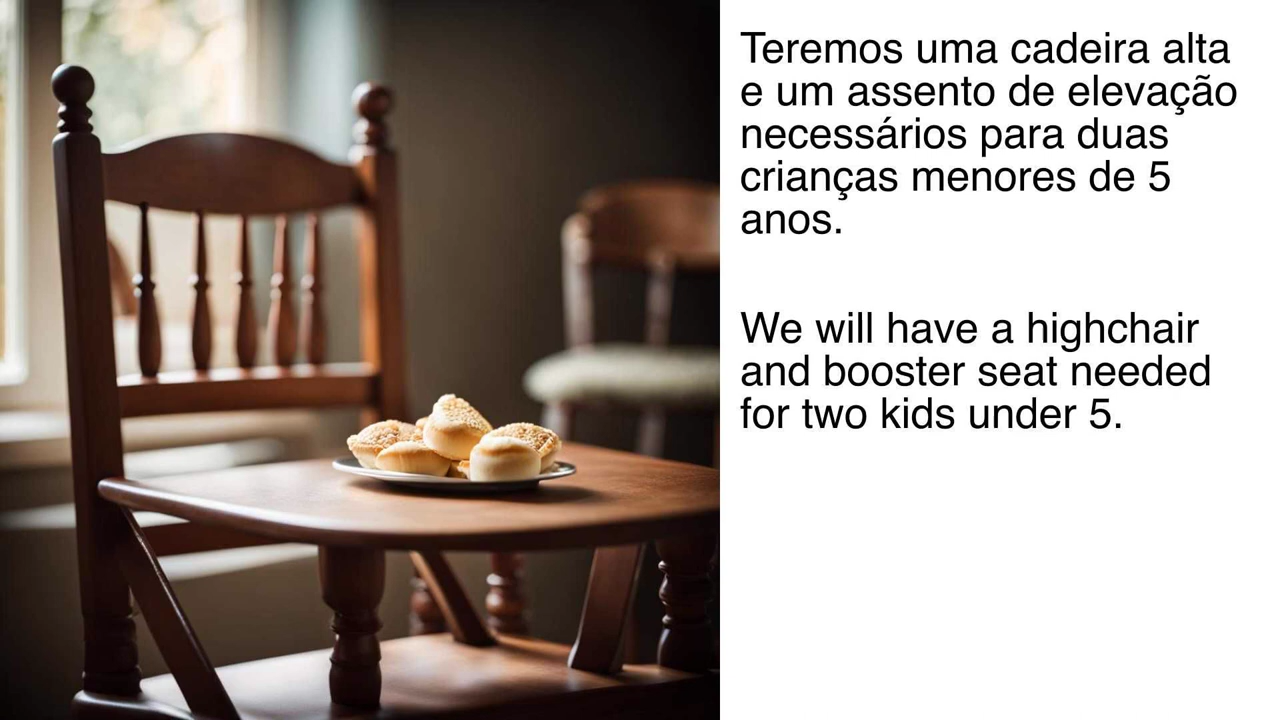 Teremos uma cadeira alta
e um assento de elevação
necessários para duas
crianças menores de 5
anos.
We will have a highchair
and booster seat needed
for two kids under 5.